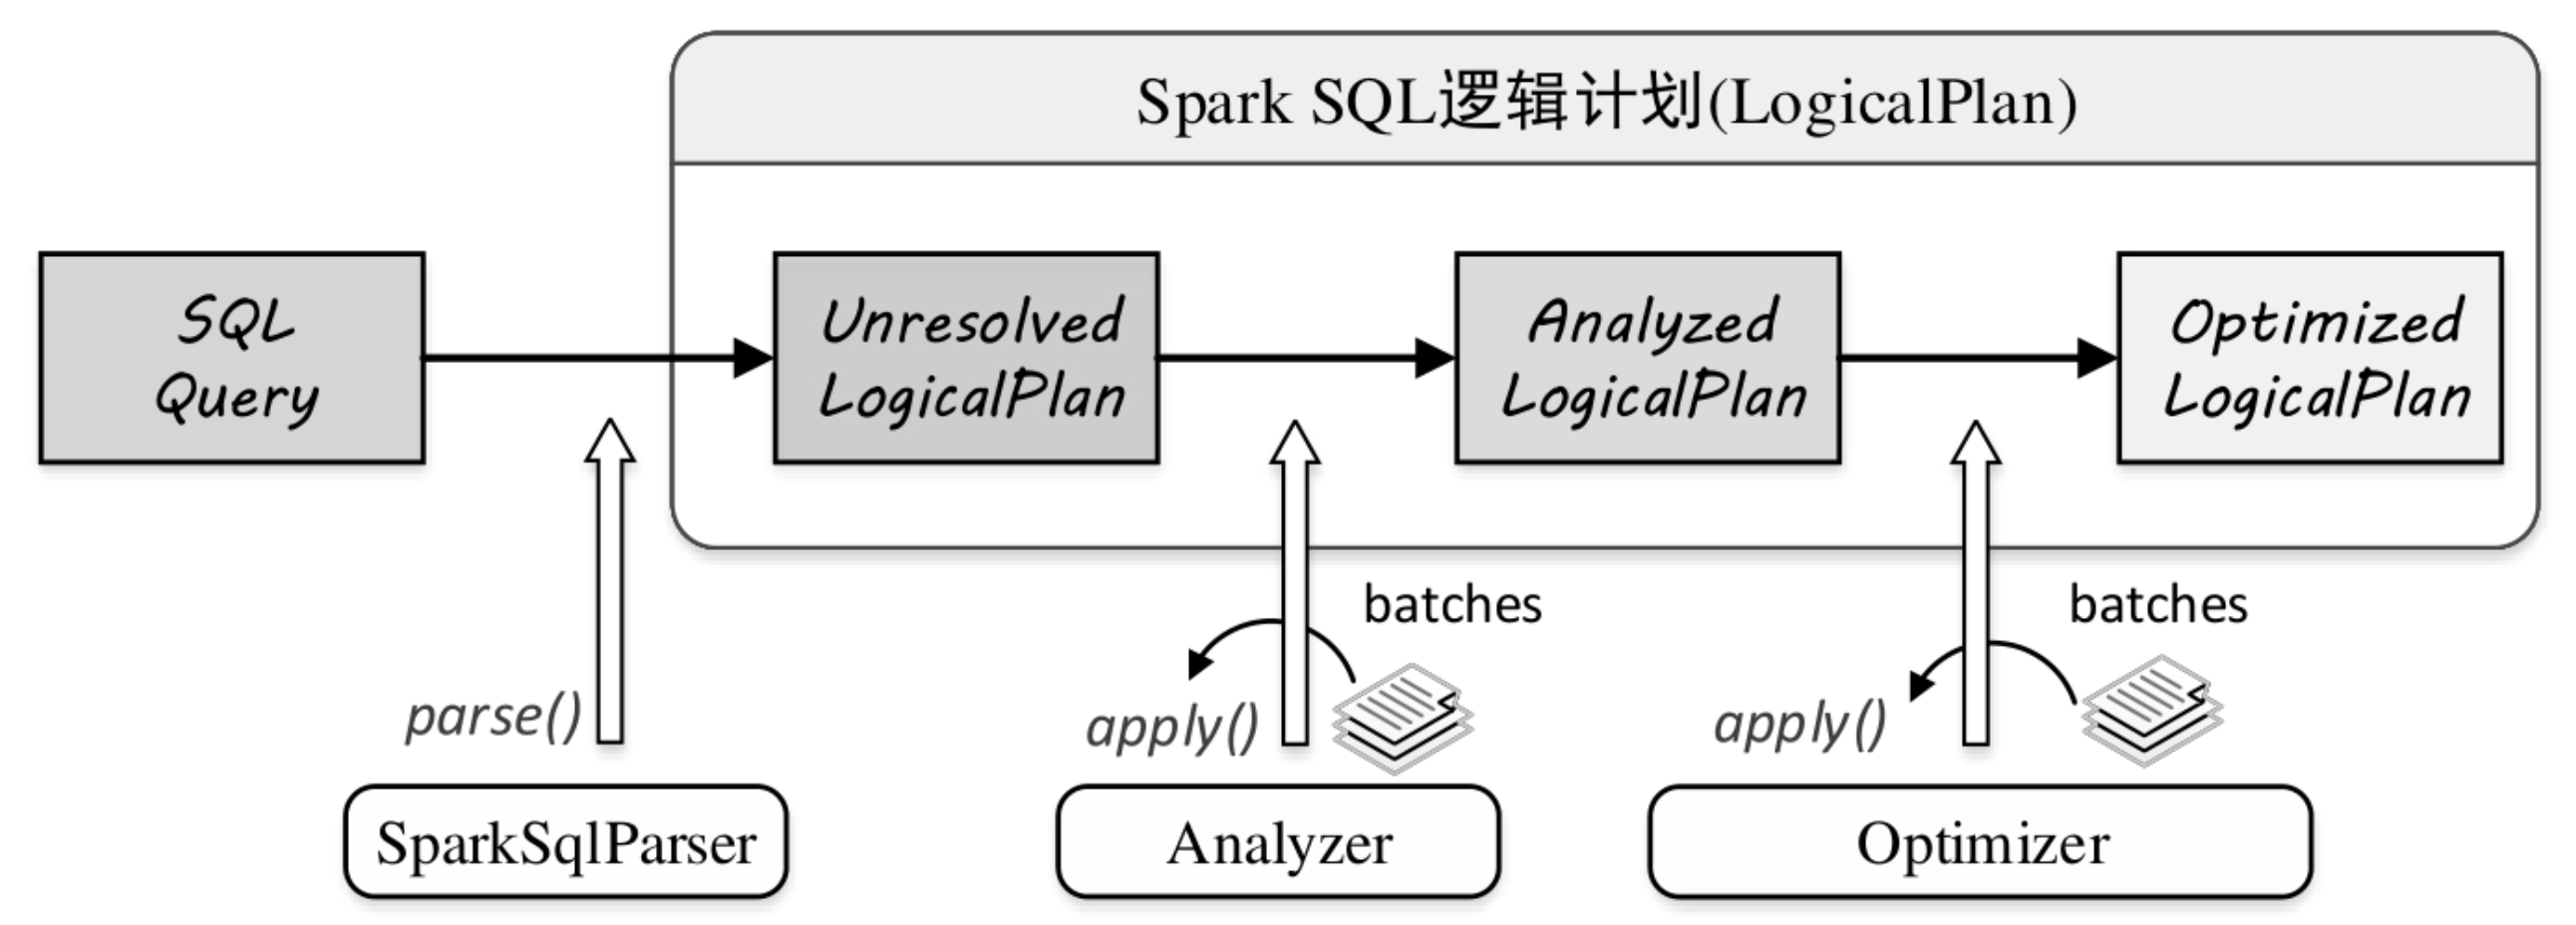 Spark SQL逻辑计划(LogicalPlan)
SQL
Query
Unresolved
LogicalPlan
Analyzed
LogicalPlan
Optimized
LogicalPlan
batches
batches
parse()
apply()
apply()
SparkSqlParser
Analyzer
Optimizer